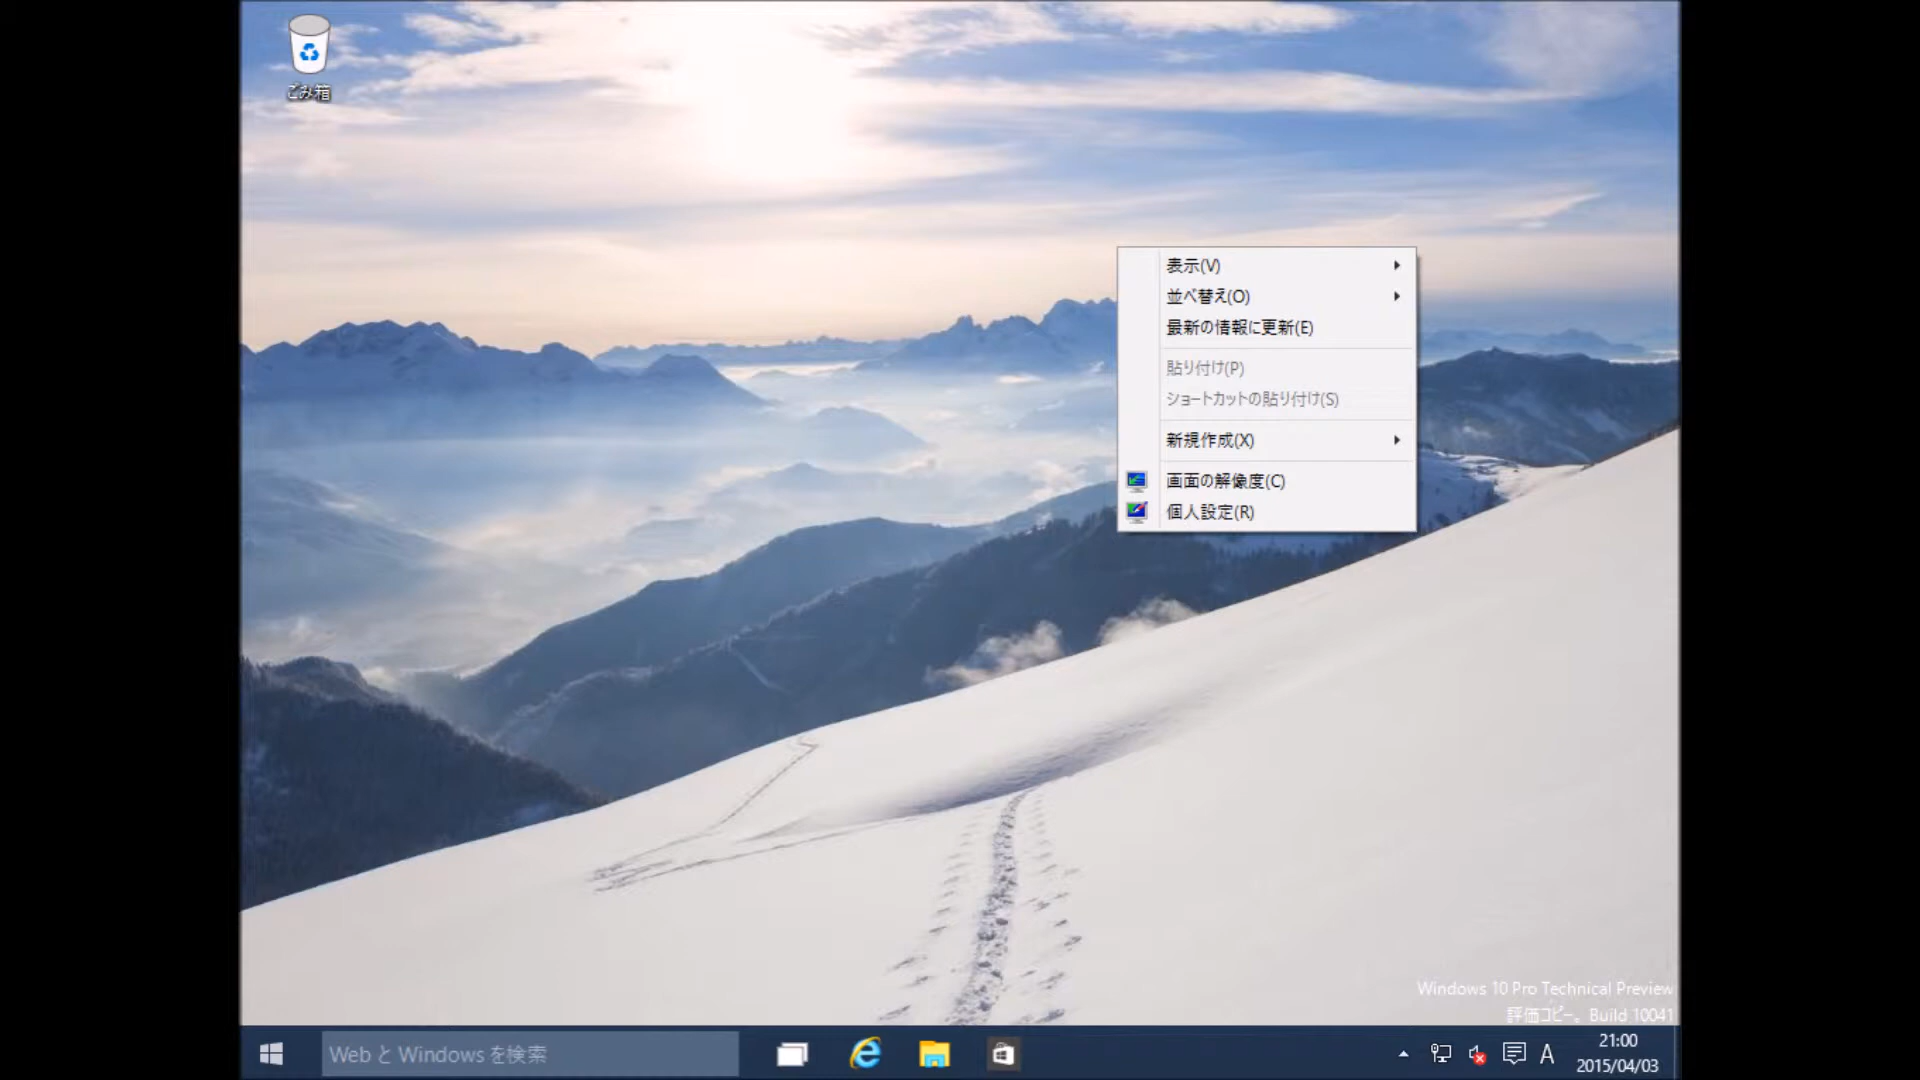 ごみ箱
表示(V)
並べ替え(O)
最新の情報に更新(E)
貼り付け(P)
ショートカットの貼り付け(S)
新規作成(X)
画面の解像度(C)
個人設定(R)
Windows 10 Pro Technical Preview
評価コピー。Build 10041
Web と Windows を検索
A
21:00
2015/04/03